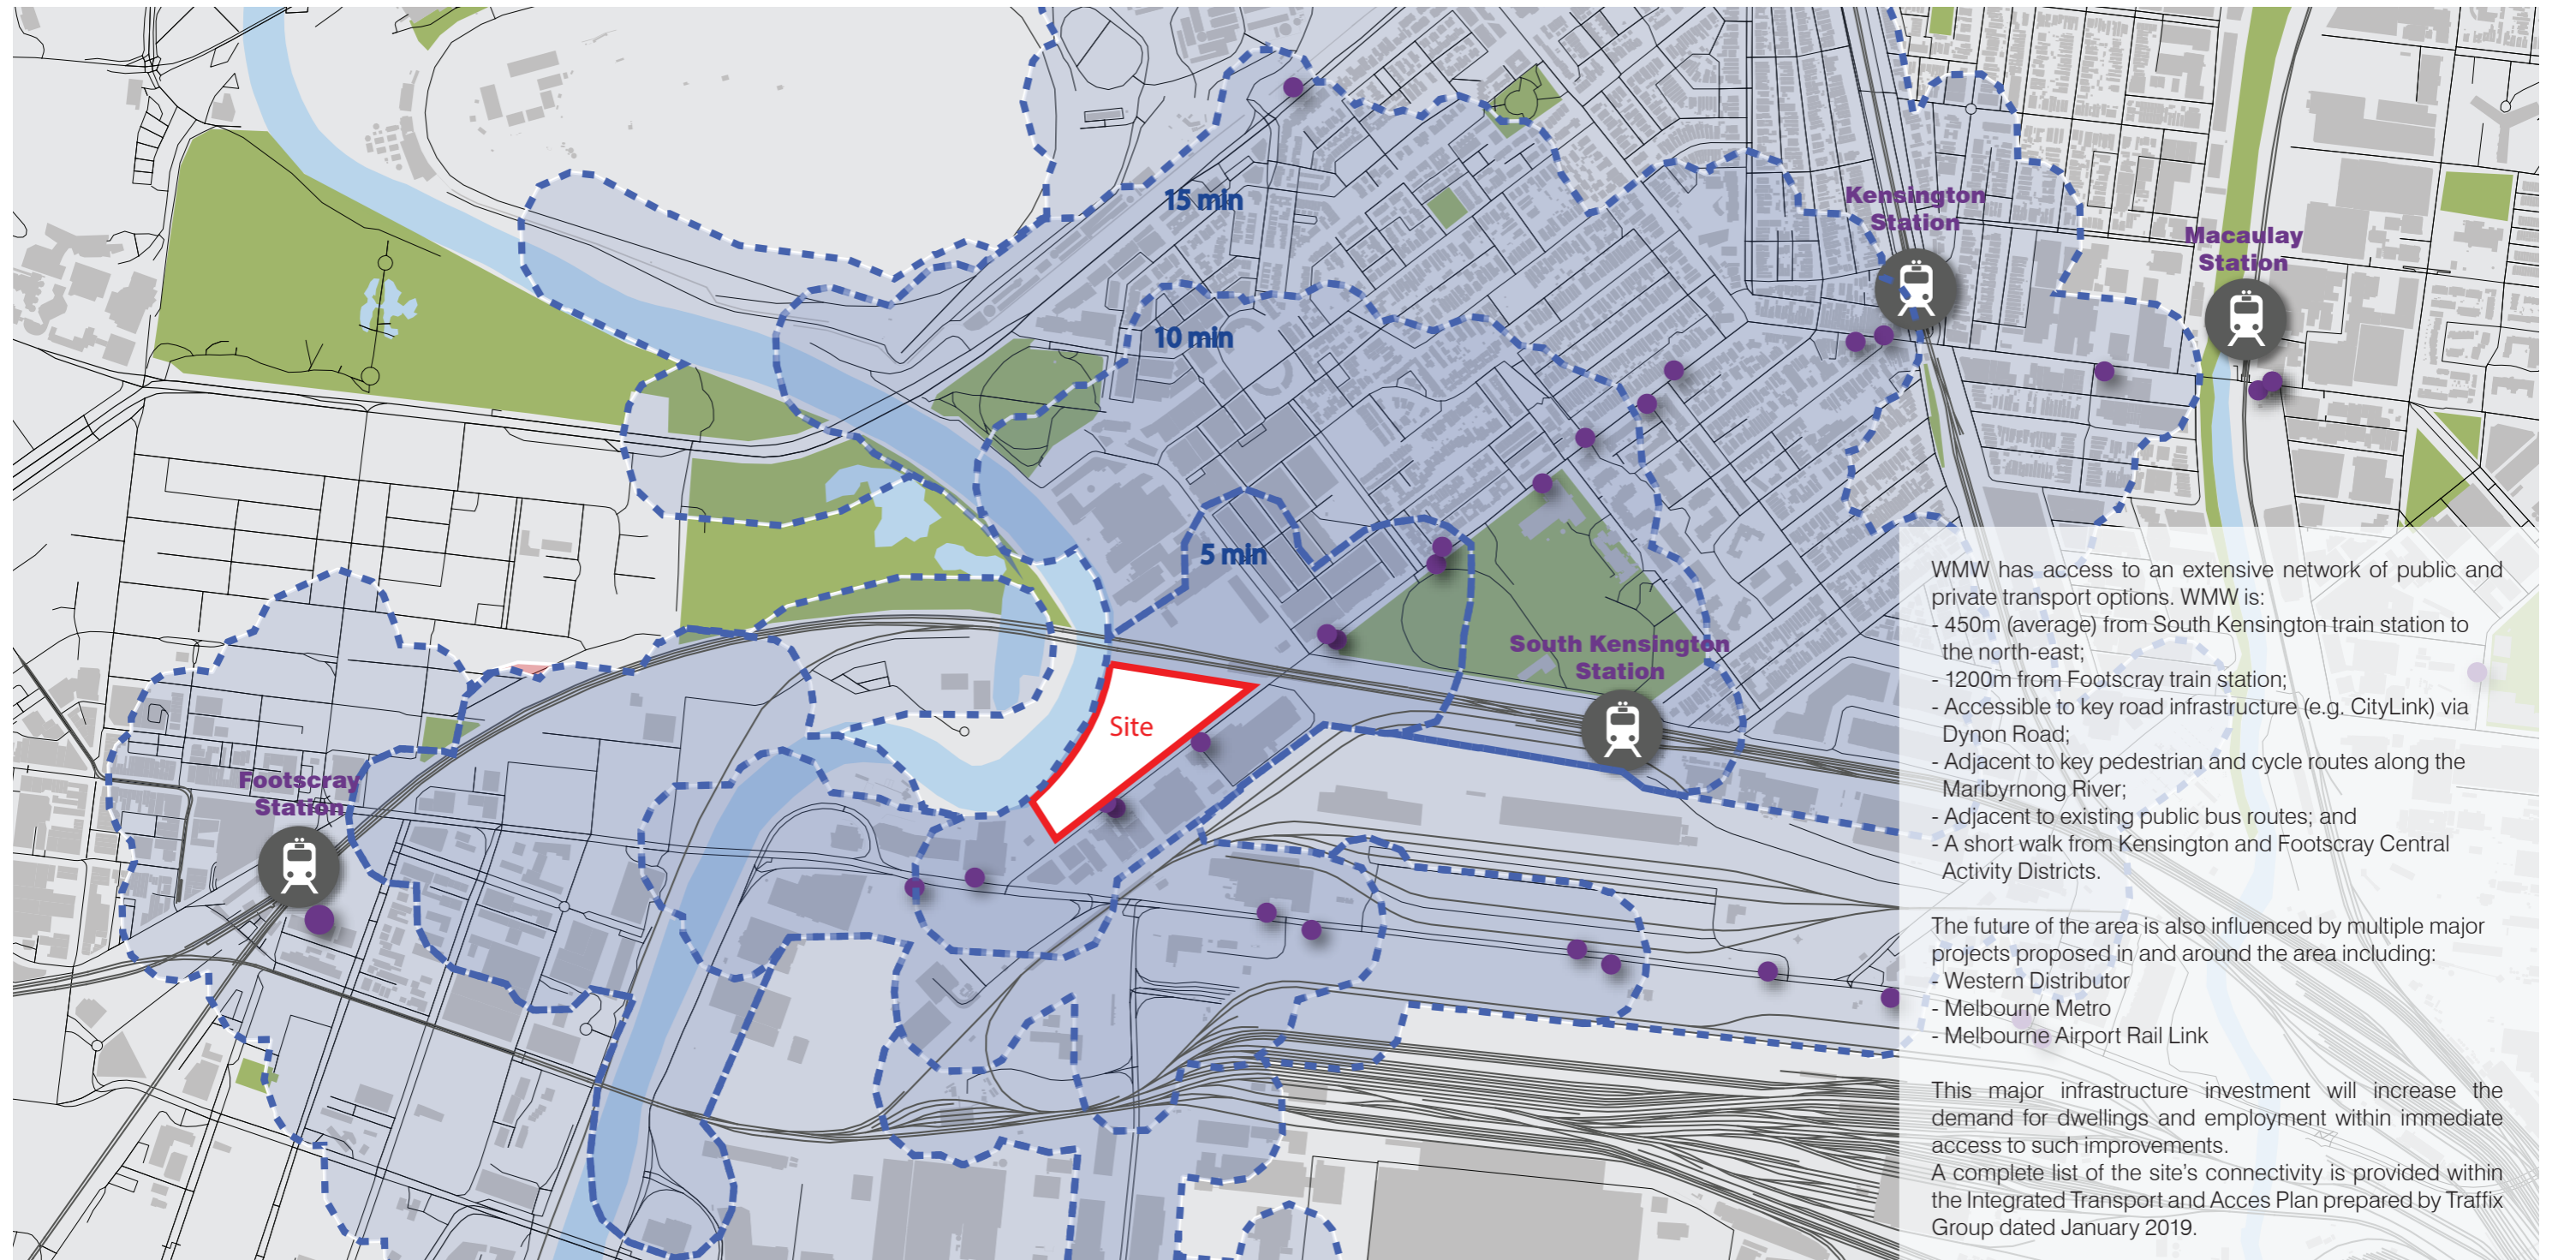 15 min
Kensington
Station
Macaulay
Station
10 min
5 min
South Kensington
Station
Site
Footscray
Station
WMW has access to an extensive network of public and
private transport options. WMW is:
- 450m (average) from South Kensington train station to
the north-east;
- 1200m from Footscray train station;
- Accessible to key road infrastructure (e.g. CityLink) via
Dynon Road;
- Adjacent to key pedestrian and cycle routes along the
Maribyrnong River;
- Adjacent to existing public bus routes; and
- A short walk from Kensington and Footscray Central
Activity Districts.
The future of the area is also influenced by multiple major
projects proposed in and around the area including:
- Western Distributor
- Melbourne Metro
- Melbourne Airport Rail Link
This major infrastructure investment will increase the
demand for dwellings and employment within immediate
access to such improvements.
A complete list of the site's connectivity is provided within
the Integrated Transport and Acces Plan prepared by Traffix
Group dated January 2019.